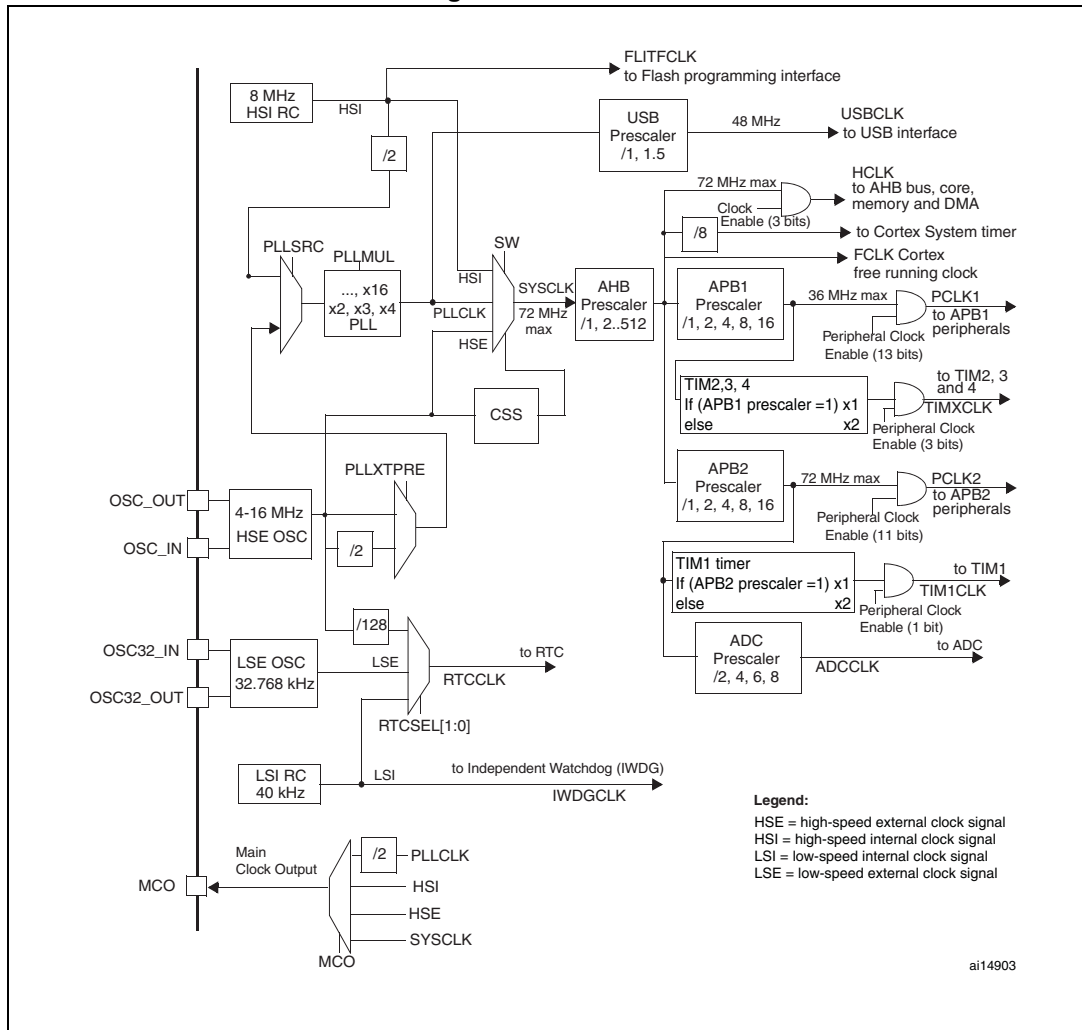 FLITFCLK
to Flash programming interface
8 MHz
HSI RC
HSI
/2
USB
Prescaler
/1, 1.5
48 MHz
USBCLK
to USB interface
72 MHz max
Clock
Enable (3 bits)
HCLK
to AHB bus, core,
memory and DMA
/8
to Cortex System timer
FCLK Cortex
free running clock
PLLSRC
PLLMUL
..., x16
x2, x3, x4
PLL
SW
HSI
PLLCLK
HSE
SYSCLK
72 MHz
max
AHB
Prescaler
/1, 2..512
APB1
Prescaler
/1, 2, 4, 8, 16
36 MHz max
PCLK1
to APB1
peripherals
Peripheral Clock
Enable (13 bits)
TIM2,3, 4
If (APB1 prescaler =1) x1
else x2
to TIM2, 3
and 4
TIMXCLK
Peripheral Clock
Enable (3 bits)
CSS
PLLXTPRE
OSC_OUT
OSC_IN
4-16 MHz
HSE OSC
/2
APB2
Prescaler
/1, 2, 4, 8, 16
72 MHz max
PCLK2
to APB2
peripherals
Peripheral Clock
Enable (11 bits)
TIM1 timer
If (APB2 prescaler =1) x1
else x2
to TIM1
TIM1CLK
Peripheral Clock
Enable (1 bit)
ADC
Prescaler
/2, 4, 6, 8
to ADC
ADCCLK
/128
OSC32_IN
OSC32_OUT
LSE OSC
32.768 kHz
LSE
to RTC
RTCCLK
RTCSEL[1:0]
LSI RC
40 kHz
LSI
to Independent Watchdog (IWDG)
IWDGCLK
Legend:
HSE = high-speed external clock signal
HSI = high-speed internal clock signal
LSI = low-speed internal clock signal
LSE = low-speed external clock signal
MCO
Main
Clock Output
/2
PLLCLK
HSI
HSE
SYSCLK
MCO
ai14903